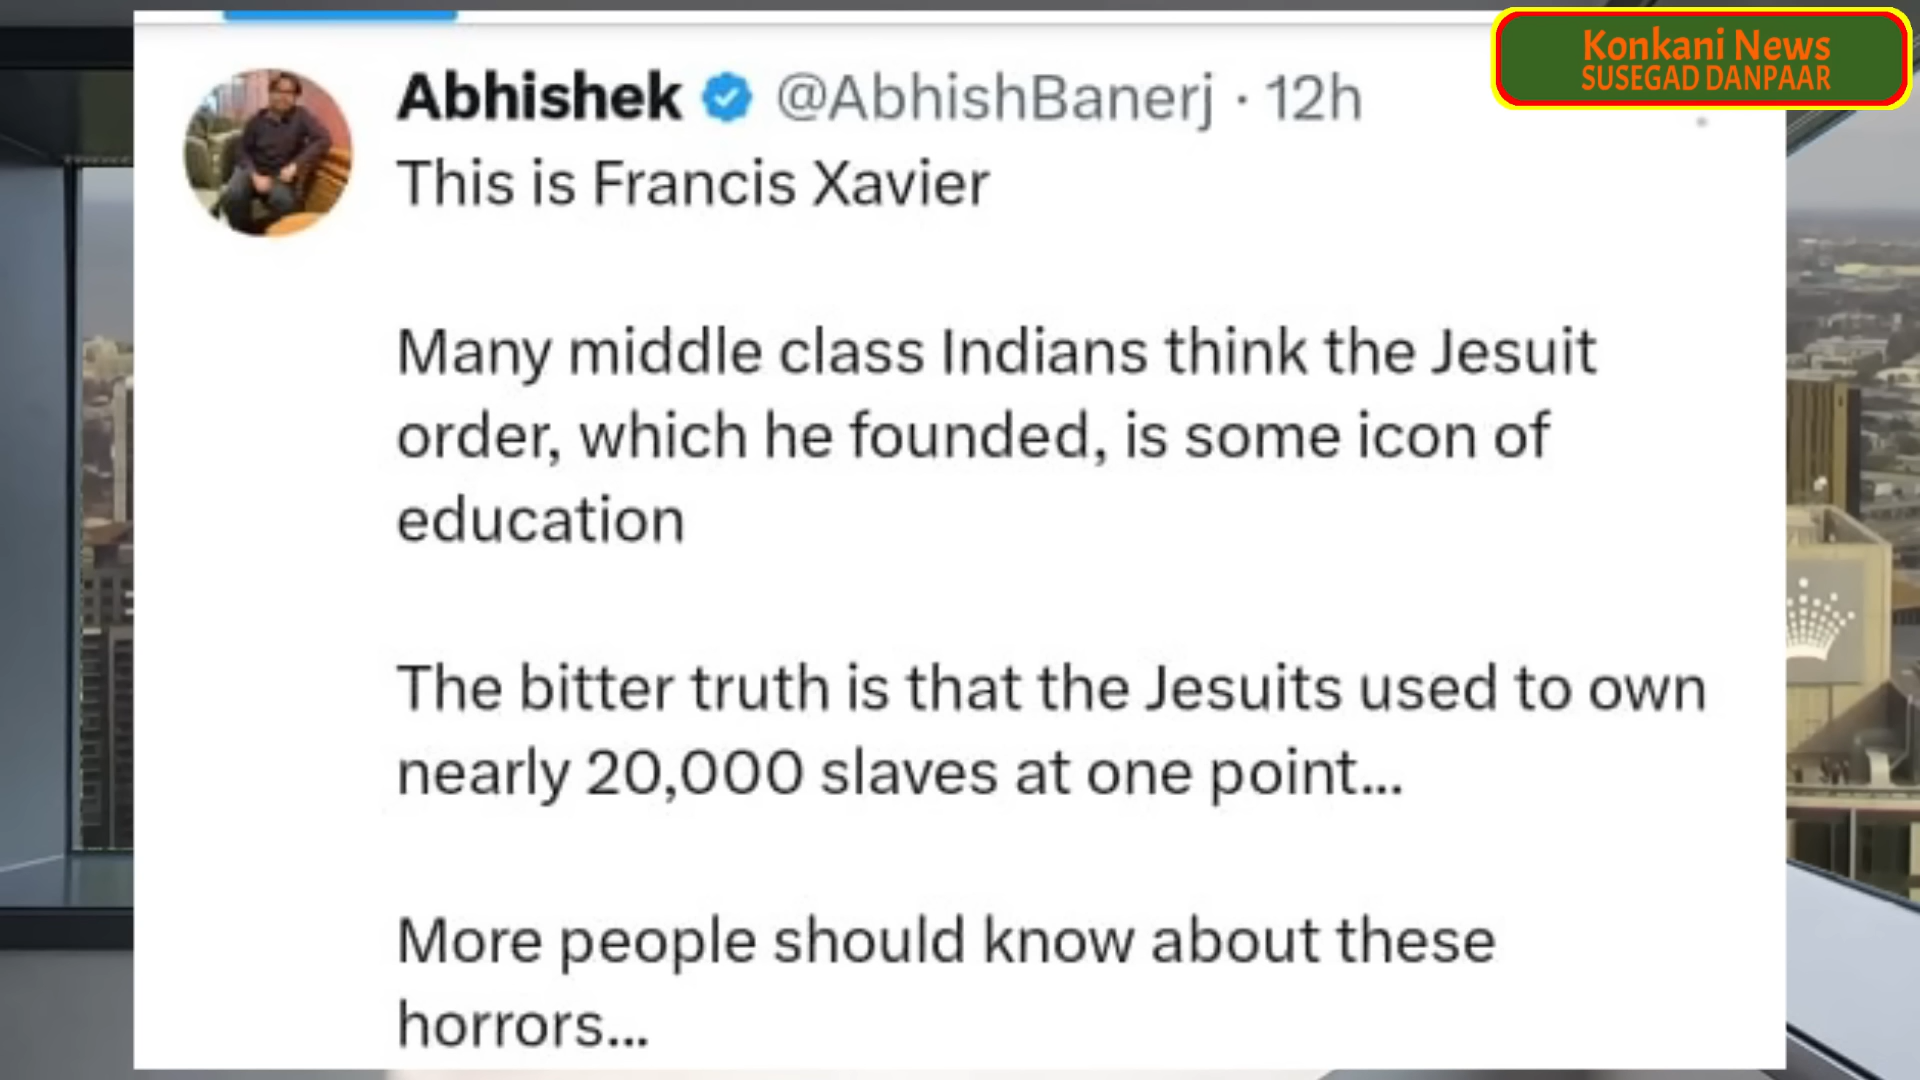 Konkani News
SUSEGAD DANPAAR
Abhishek @AbhishBanerj · 12h
This is Francis Xavier
Many middle class Indians think the Jesuit
order, which he founded, is some icon of
education
The bitter truth is that the Jesuits used to own
nearly 20,000 slaves at one point...
More people should know about these
horrors...